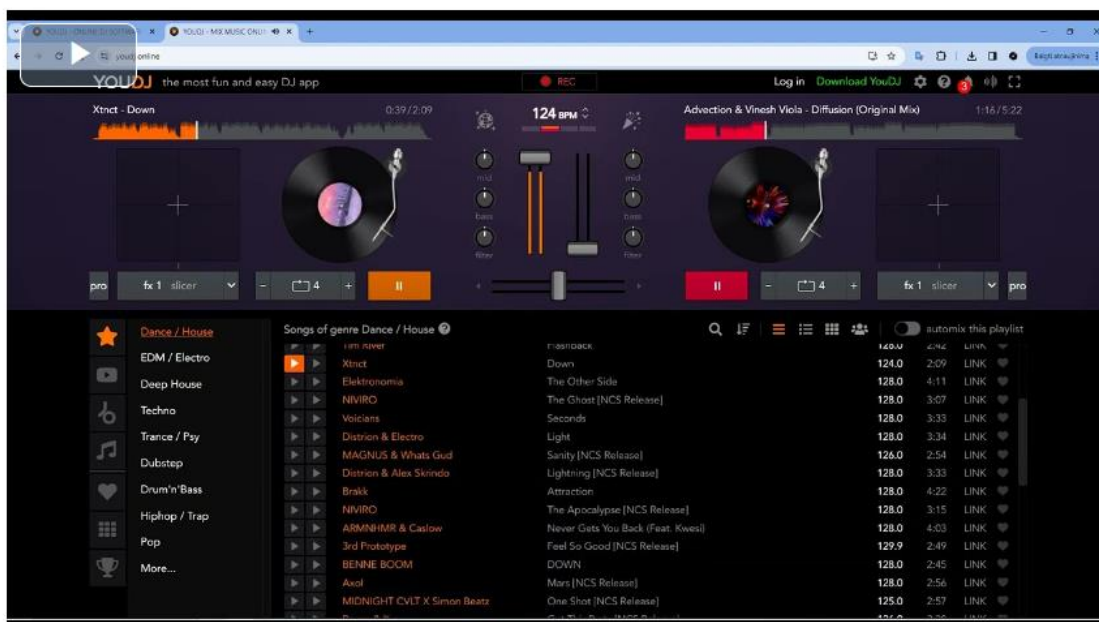 YOUDJ - MIX MUSIC ONLI
youdj.online
YOUDJ the most fun and easy DJ app
REC
Log in Download YouDJ
3
Xtnct - Down 0:39/2:09
124 BPM
Advection & Vinesh Viola - Diffusion (Original Mix) 1:16/5:22
mid mid
bass bass
filter filter
pro fx 1 slicer - 4 + - 4 + fx 1 slicer pro
Dance / House
EDM / Electro
Deep House
Techno
Trance / Psy
Dubstep
Drum'n'Bass
Hiphop / Trap
Pop
More...
Songs of genre Dance / House
automix this playlist
Tim River Flashback 128.0 2:42 LINK
Xtnct Down 124.0 2:09 LINK
Elektronomia The Other Side 128.0 4:11 LINK
NIVIRO The Ghost [NCS Release] 128.0 3:07 LINK
Voicians Seconds 128.0 3:33 LINK
Distrion & Electro Light 128.0 3:34 LINK
MAGNUS & Whats Gud Sanity [NCS Release] 126.0 2:54 LINK
Distrion & Alex Skrindo Lightning [NCS Release] 128.0 3:33 LINK
Brakk Attraction 128.0 4:22 LINK
NIVIRO The Apocalypse [NCS Release] 128.0 3:15 LINK
ARMNHMR & Caslow Never Gets You Back (Feat. Kwesi) 128.0 4:03 LINK
3rd Prototype Feel So Good [NCS Release] 129.9 2:49 LINK
BENNE BOOM DOWN 128.0 2:45 LINK
Axol Mars [NCS Release] 128.0 2:56 LINK
MIDNIGHT CVLT X Simon Beatz One Shot [NCS Release] 125.0 2:57 LINK